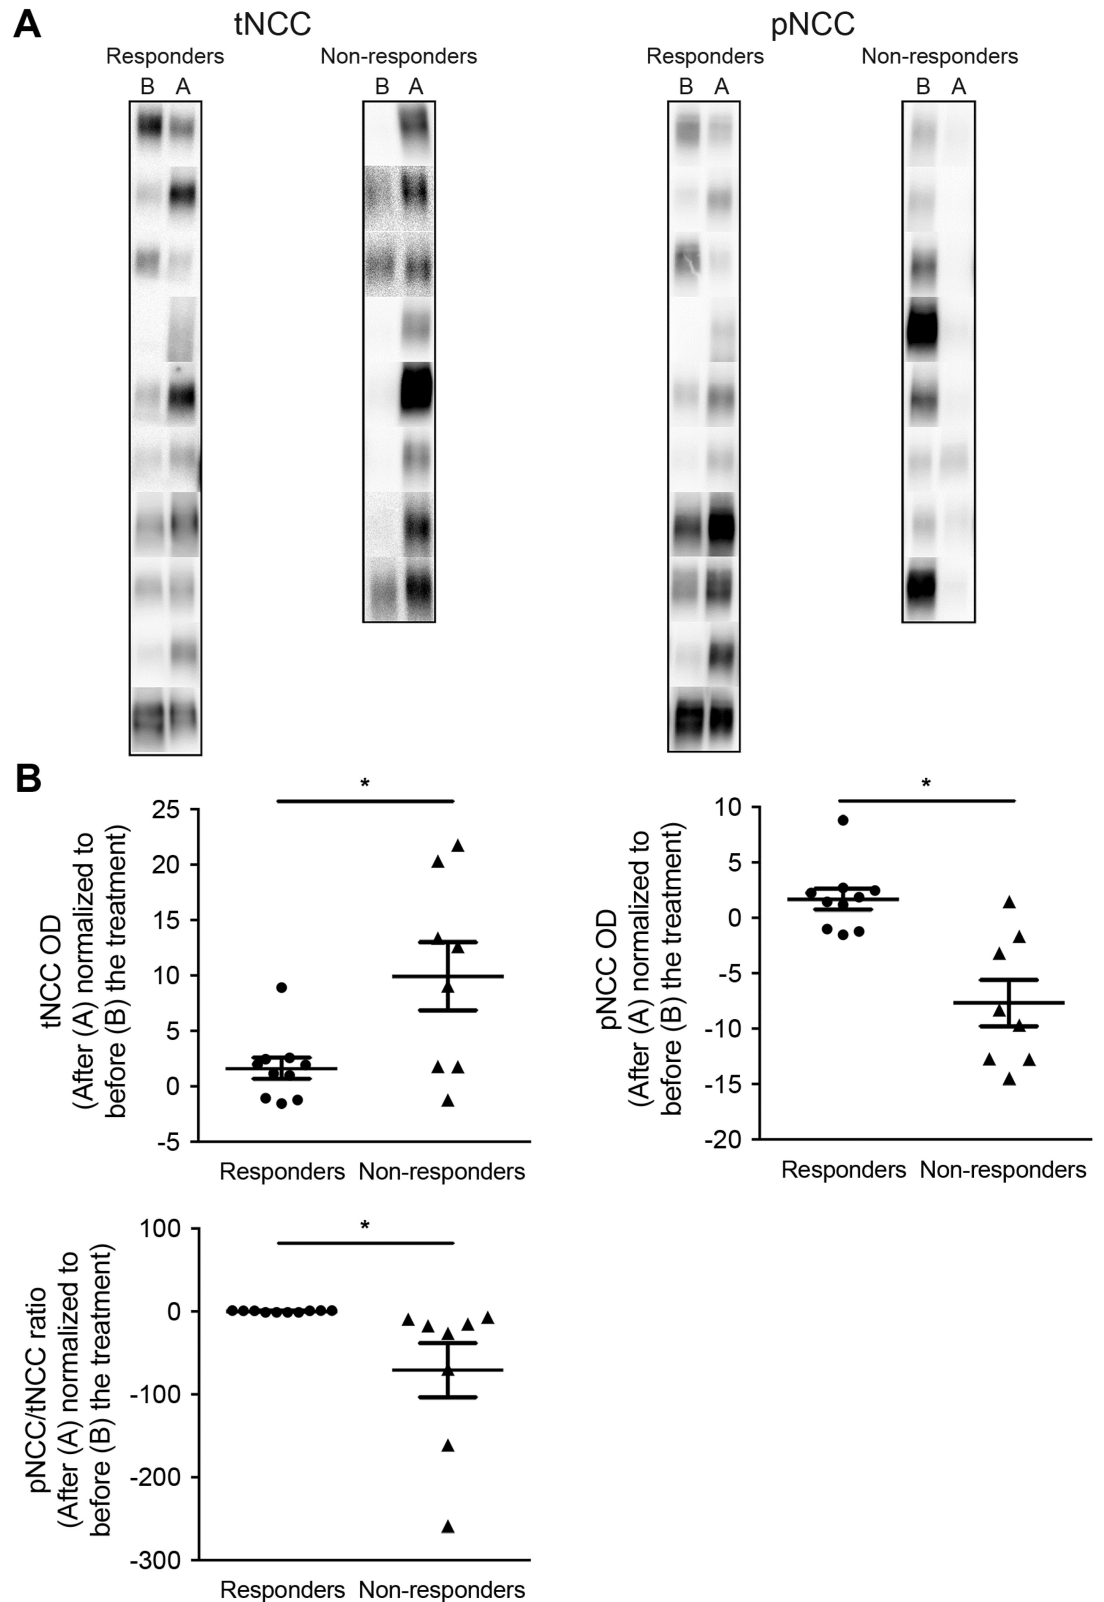 A
tNCC
pNCC
Responders
Non-responders
Responders
Non-responders
B A
B A
B A
B A
B
*
25
20
15
10
5
0
-5
tNCC OD
(After (A) normalized to
before (B) the treatment)
Responders
Non-responders
*
10
5
0
-5
-10
-15
-20
pNCC OD
(After (A) normalized to
before (B) the treatment)
Responders
Non-responders
*
100
0
-100
-200
-300
pNCC/tNCC ratio
(After (A) normalized to
before (B) the treatment)
Responders
Non-responders